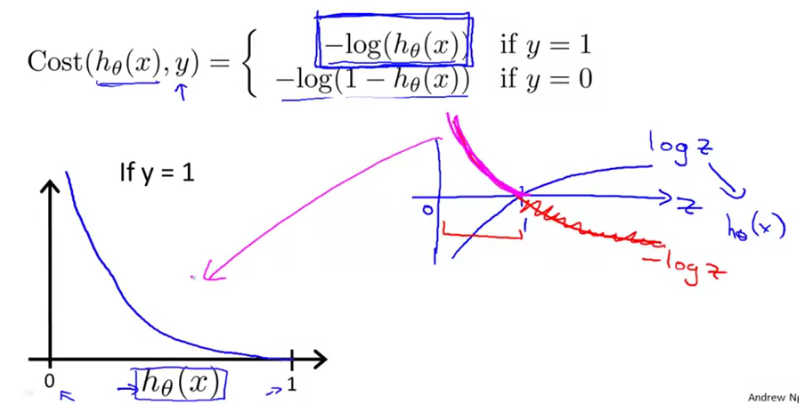 Cost(hθ(x), y) = { −log(hθ(x)) if y = 1
−log(1 − hθ(x)) if y = 0
If y = 1
log z
0
1
z
hθ(x)
−log z
0
hθ(x)
1
Andrew N